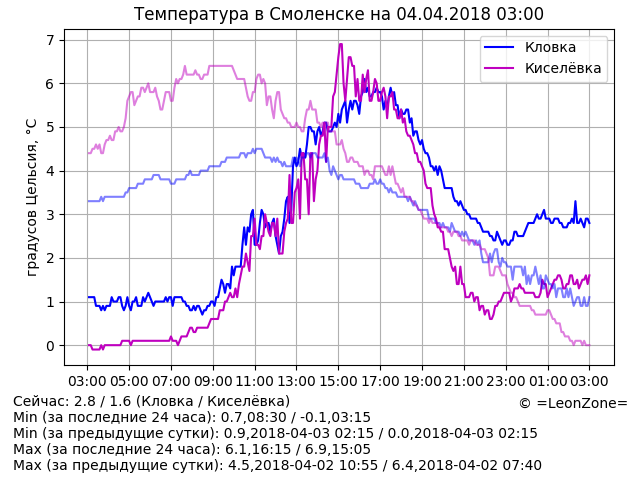 Температура в Смоленске на 04.04.2018 03:00
градусов Цельсия, °C
7
6
5
4
3
2
1
0
Кловка
Киселёвка
03:00 05:00 07:00 09:00 11:00 13:00 15:00 17:00 19:00 21:00 23:00 01:00 03:00
Сейчас: 2.8 / 1.6 (Кловка / Киселёвка)
© =LeonZone=
Min (за последние 24 часа): 0.7,08:30 / -0.1,03:15
Min (за предыдущие сутки): 0.9,2018-04-03 02:15 / 0.0,2018-04-03 02:15
Max (за последние 24 часа): 6.1,16:15 / 6.9,15:05
Max (за предыдущие сутки): 4.5,2018-04-02 10:55 / 6.4,2018-04-02 07:40